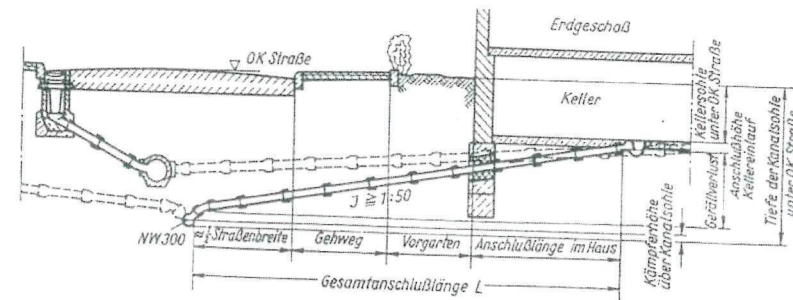 Erdgeschoß
OK Straße
Keller
J ≧ 1:50
NW300
≈ ½ Straßenbreite
Gehweg
Vorgarten
Anschlußlänge im Haus
Gesamtanschlußlänge L
Kellersohle
unter OK Straße
Gefällverlust
Anschlußhöhe
Kellereinlauf
Kämpferhöhe
über Kanalsohle
Tiefe der Kanalsohle
unter OK Straße